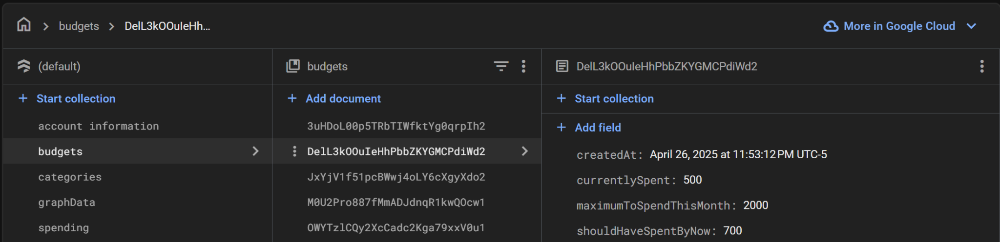 budgets
DelL3kOOuIeHh...
More in Google Cloud
(default)
Start collection
account information
budgets
categories
graphData
spending
budgets
Add document
3uHDoL00p5TRbTIWfktYg0qrpIh2
DelL3kOOuIeHhPbbZKYGMCPdiWd2
JxYjV1f51pcBWwj4oLY6cXgyXdo2
M0U2Pro887fMmADJdnqR1kwQOcw1
OWYTzlCQy2XcCadc2Kga79xxV0u1
DelL3kOOuIeHhPbbZKYGMCPdiWd2
Start collection
Add field
createdAt: April 26, 2025 at 11:53:12 PM UTC-5
currentlySpent: 500
maximumToSpendThisMonth: 2000
shouldHaveSpentByNow: 700